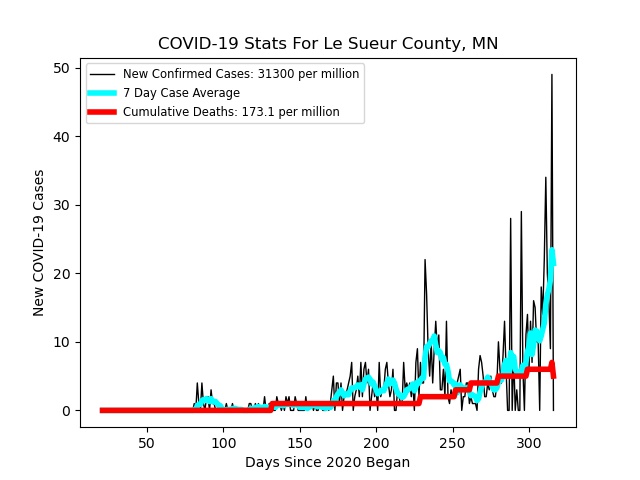 COVID-19 Stats For Le Sueur County, MN
New Confirmed Cases: 31300 per million
7 Day Case Average
Cumulative Deaths: 173.1 per million
New COVID-19 Cases
50
40
30
20
10
0
50 100 150 200 250 300
Days Since 2020 Began